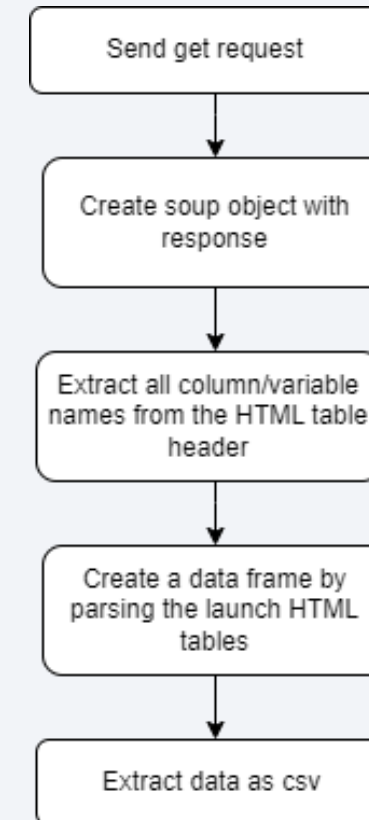 Send get request
Create soup object with
response
Extract all column/variable
names from the HTML table
header
Create a data frame by
parsing the launch HTML
tables
Extract data as csv